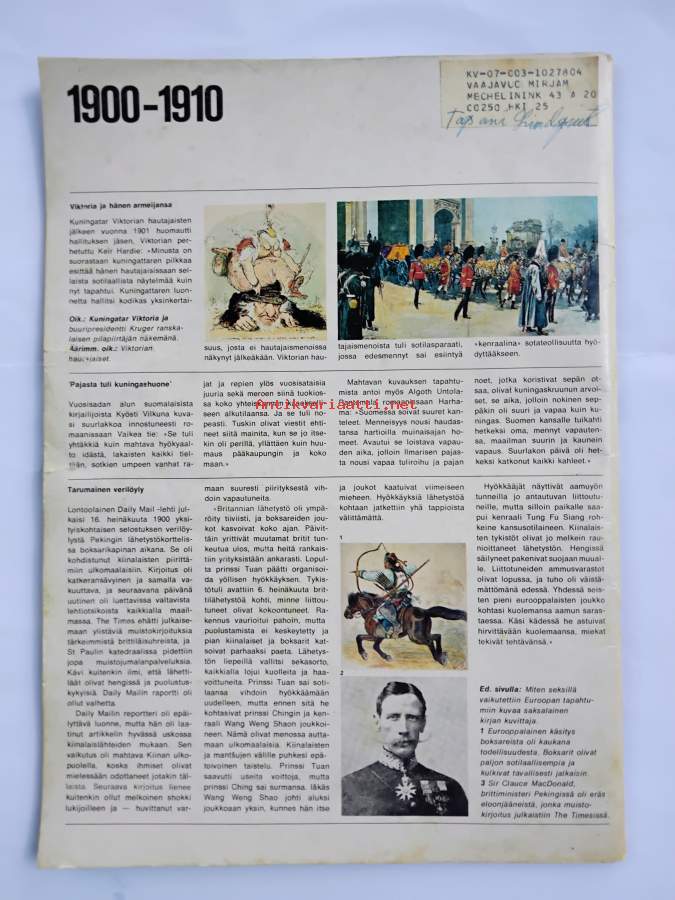 1900-1910
KV-07-003-1027804
VAAJAVUO MIRJAM
MECHELININK 43 A 20
00250 HKI 25
Viktoria ja hänen armeijansa
Kuningatar Viktorian hautajaisten
jälkeen vuonna 1901 huomautti
hallituksen jäsen, Viktorian per-
hetuttu Keir Hardie: »Minusta on
suorastaan kuningattaren pilkkaa
esittää hänen hautajaisissaan sel-
laista sotilaallista näytelmää kuin
nyt tapahtui. Kuningattaren luon-
netta hallitsi kodikas yksinkertai-
Oik.: Kuningatar Viktoria ja
buuripresidentti Kruger ranska-
laisen pilapiirtäjän näkemänä.
Äärimm. oik.: Viktorian
hautajaiset.
suus, josta ei hautajaismenoissa
näkynyt jälkeäkään. Viktorian hau-
tajaismenoista tuli sotilasparaati,
jossa edesmennyt sai esiintyä
»kenraalina» sotateollisuutta hyö-
dyttääkseen.
'Pajasta tuli kuningashuone'
Vuosisadan alun suomalaisista
kirjailijoista Kyösti Vilkuna kuva-
si suurlakkoa innostuneesti ro-
maanissaan Vaikea tie: »Se tuli
yhtäkkiä kuin mahtava hyökyaal-
to idästä, lakaisten kaikki tiel-
tään, sotkien umpeen vanhat ra-
jat ja repien ylös vuosisataisia
juuria sekä meroen siinä tuokios-
sa koko yhteiskunnan kaaoksell-
seen alkutilaansa. Ja se tuli no-
peasti. Tuskin olivat viestit ehti-
neet siitä mainita, kun se jo itse-
kin oli perillä, yllättäen kuin huu-
maus pääkaupungin ja koko
maan.»
Mahtavan kuvauksen tapahtu-
mista antoi myös Algoth Untola-
Rantamala romaanissaan Harha-
ma: »Suomessa soivat suuret kan-
teleet. Menneisyys nousi haudas-
tansa hartioilla muinaisajan ho-
meet. Avautui se loistava vapau-
den aika, jolloin Ilmarisen pajas-
ta nousi vapaa tuliroihu ja pajan
noet, jotka koristivat sepän ot-
saa, olivat kuningaskruunun arvoi-
set, se aika, jolloin nokinen sep-
päkin oli suuri ja vapaa kuin ku-
ningas. Suomen kansalle tuikahti
hetkeksi oma, mennyt vapauten-
sa, maailman suurin ja kaunein
vapaus. Suurlakon päivä oli het-
heksi katkonut kaikki kahleet.»
Antikvariaatti.net
Tarumainen verilöyly
Lontoolainen Daily Mail -lehti jul-
kaisi 16. heinäkuuta 1900 yksi-
tyiskohtaisen selostuksen verilöy-
lystä Pekingin lähetystökorttelis-
sa boksarikapinan aikana. Se oli
kohdistunut kiinalaisten piirittä-
miin ulkomaalaisiin. Kirjoitus oli
katkeransävyinen ja samalla va-
kuuttava, ja seuraavana päivänä
uutinen oli luettavissa valtavista
lehtiotsikoista kaikkialla maail-
massa. The Times ehätti julkaise-
maan ylistäviä muistokirjoituksia
tärkeimmistä brittiläisuhreista, ja
St Paulin katedraalissa pidettiin
jopa muistojumalanpalveluksia.
Kävi kuitenkin ilmi, että lähetti-
läät olivat hengissä ja puolustus-
kykyisiä. Daily Mailin raportti oli
ollut valhetta.
Daily Mailin reportteri oli epäi-
lyttävä luonne, mutta hän oli laa-
tinut artikkelin hyvässä uskossa
kiinalaislähteiden mukaan. Sen
vaikutus oli mahtava Kiinan ulko-
puolella, koska ihmiset olivat
mielessään odottaneet jotakin täl-
laista. Seuraava kirjoitus lienee
kuitenkin ollut melkoinen shokki
lukijoilleen ja — huvittanut var-
maan suuresti piirityksestä vih-
doin vapautuneita.
»Britannian lähetystö oli ympä-
röity tiiviisti, ja boksareiden jou-
kot kasvoivat koko ajan. Päivit-
täin yrittivät muutamat britit tun-
keutua ulos, mutta heitä rankais-
tiin yrityksistään ankarasti. Lopul-
ta prinssi Tuan päätti organisoi-
da yöllisen hyökkäyksen. Tykis-
tötuli avattiin 6. heinäkuuta brit-
tilähetystöä kohti, minne liittou-
tuneet olivat kokoontuneet. Ra-
kennus vaurioitui pahoin, mutta
puolustamista ei keskeytetty ja
pian kiinalaiset ja boksarit kat-
soivat parhaaksi paeta. Lähetys-
tön liepeillä vallitsi sekasorto,
kaikkialla lojui kuolleita ja haa-
voittuneita. Prinssi Tuan sai soti-
laansa vihdoin hyökkäämään
uudelleen, mutta ennen sitä he
kohtasivat prinssi Chingin ja ken-
raali Wang Weng Shaon joukkoi-
neen. Nämä olivat menossa autta-
maan ulkomaalaisia. Kiinalaisten
ja mantšujen välille puhkesi epä-
toivoinen taistelu. Prinssi Tuan
saavutti useita voittoja, mutta
prinssi Ching sai surmansa. Iäkäs
Wang Weng Shao johti aluksi
joukkoaan yksin, kunnes hän itse
ja joukot kaatuivat viimeiseen
mieheen. Hyökkäyksiä lähetystöä
kohtaan jatkettiin yhä tappioista
välittämättä.
1
2
Hyökkääjät näyttivät aamuyön
tunneilla jo antautuvan liittoutu-
neille, mutta silloin paikalle saa-
pui kenraali Tung Fu Siang roh-
keine kansusotilaineen. Kiinalais-
ten tykistöt olivat jo melkein rau-
nioittaneet lähetystön. Hengissä
säilyneet pakenivat suojaan muual-
le. Liittoutuneiden ammusvarastot
olivat lopussa, ja tuho oli väistä-
mättömänä edessä. Yhdessä seis-
ten pieni eurooppalaisten joukko
kohtasi kuolemansa aamun saras-
taessa. Käsi kädessä he astuivat
hirvittävään kuolemaansa, miekat
tekivät tehtävänsä.»
Ed. sivulla: Miten seksillä
vaikutettiin Euroopan tapahtu-
miin kuvaa saksalainen
kirjan kuvittaja.
1 Eurooppalainen käsitys
boksareista oli kaukana
todellisuudesta. Boksarit olivat
paljon sotilaallisempia ja
kulkivat tavallisesti jalkaisin.
3 Sir Clauce MacDonald,
brittiministeri Pekingissä oli eräs
eloonjääneistä, jonka muisto-
kirjoitus julkaistiin The Timesissä.